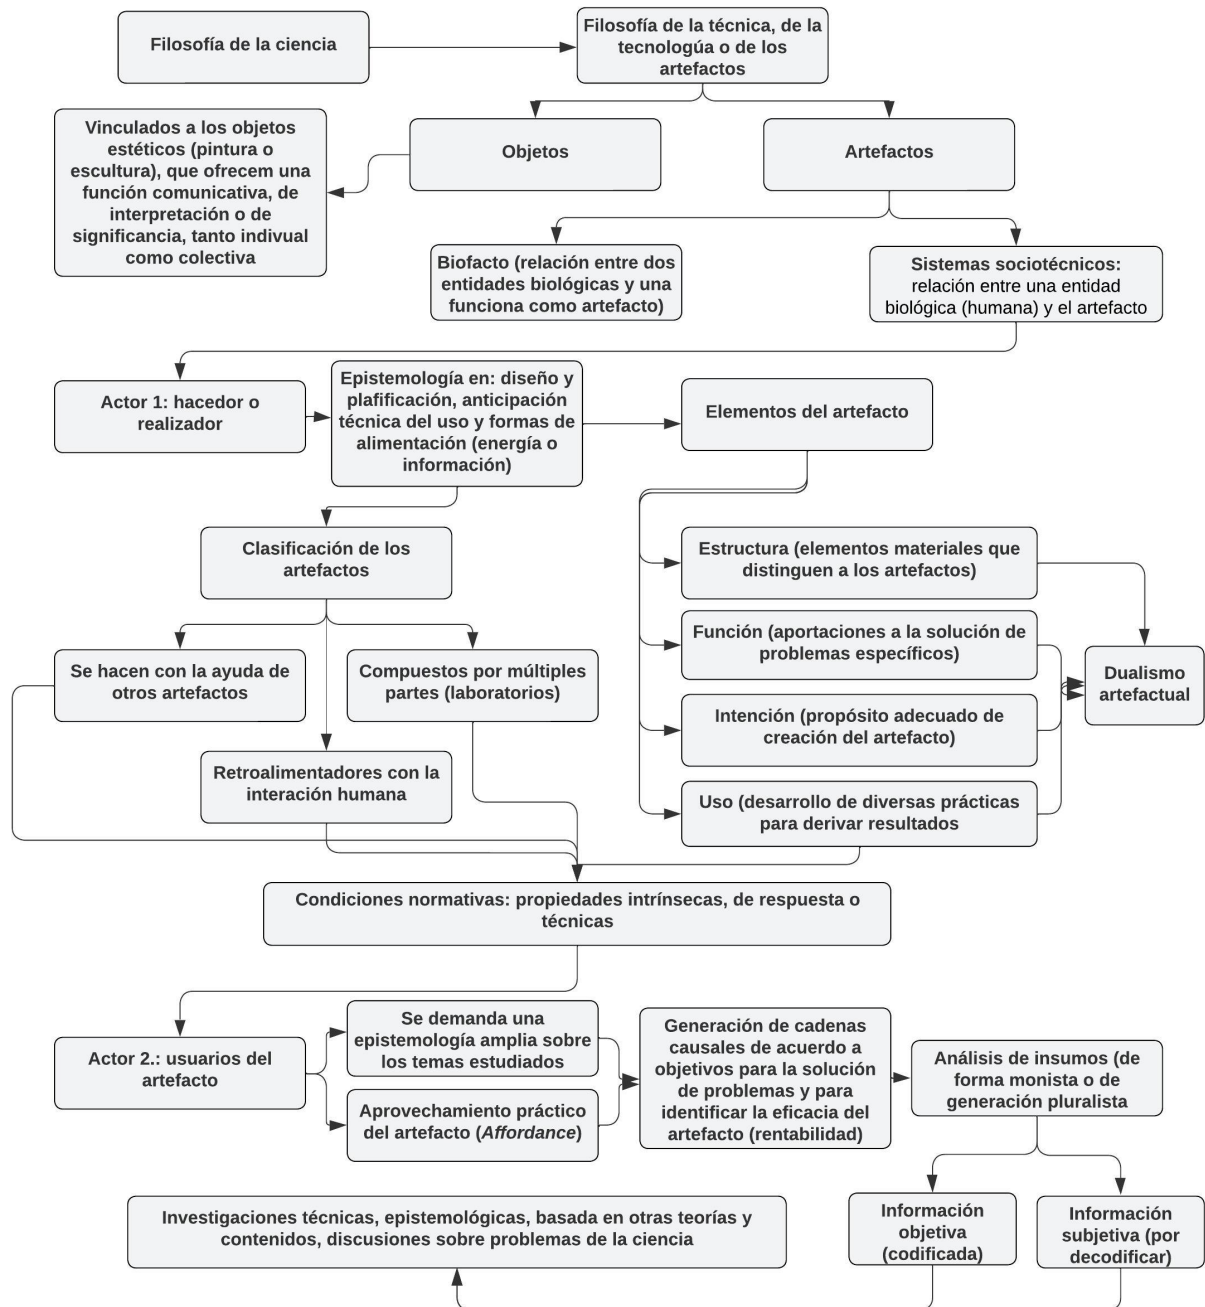 Filosofía de la ciencia
Filosofía de la técnica, de la
tecnologúa o de los
artefactos
Vinculados a los objetos
estéticos (pintura o
escultura), que ofrecem una
función comunicativa, de
interpretación o de
significancia, tanto indivual
como colectiva
Objetos
Artefactos
Biofacto (relación entre dos
entidades biológicas y una
funciona como artefacto)
Sistemas sociotécnicos:
relación entre una entidad
biológica (humana) y el artefacto
Actor 1: hacedor o
realizador
Epistemología en: diseño y
plafificación, anticipación
técnica del uso y formas de
alimentación (energía o
información)
Elementos del artefacto
Clasificación de los
artefactos
Estructura (elementos materiales que
distinguen a los artefactos)
Función (aportaciones a la solución de
problemas específicos)
Intención (propósito adecuado de
creación del artefacto)
Uso (desarrollo de diversas prácticas
para derivar resultados
Dualismo
artefactual
Se hacen con la ayuda de
otros artefactos
Compuestos por múltiples
partes (laboratorios)
Retroalimentadores con la
interación humana
Condiciones normativas: propiedades intrínsecas, de respuesta o
técnicas
Actor 2.: usuarios del
artefacto
Se demanda una
epistemología amplia sobre
los temas estudiados
Aprovechamiento práctico
del artefacto (Affordance)
Generación de cadenas
causales de acuerdo a
objetivos para la solución
de problemas y para
identificar la eficacia del
artefacto (rentabilidad)
Análisis de insumos (de
forma monista o de
generación pluralista
Información
objetiva
(codificada)
Información
subjetiva (por
decodificar)
Investigaciones técnicas, epistemológicas, basada en otras teorías y
contenidos, discusiones sobre problemas de la ciencia